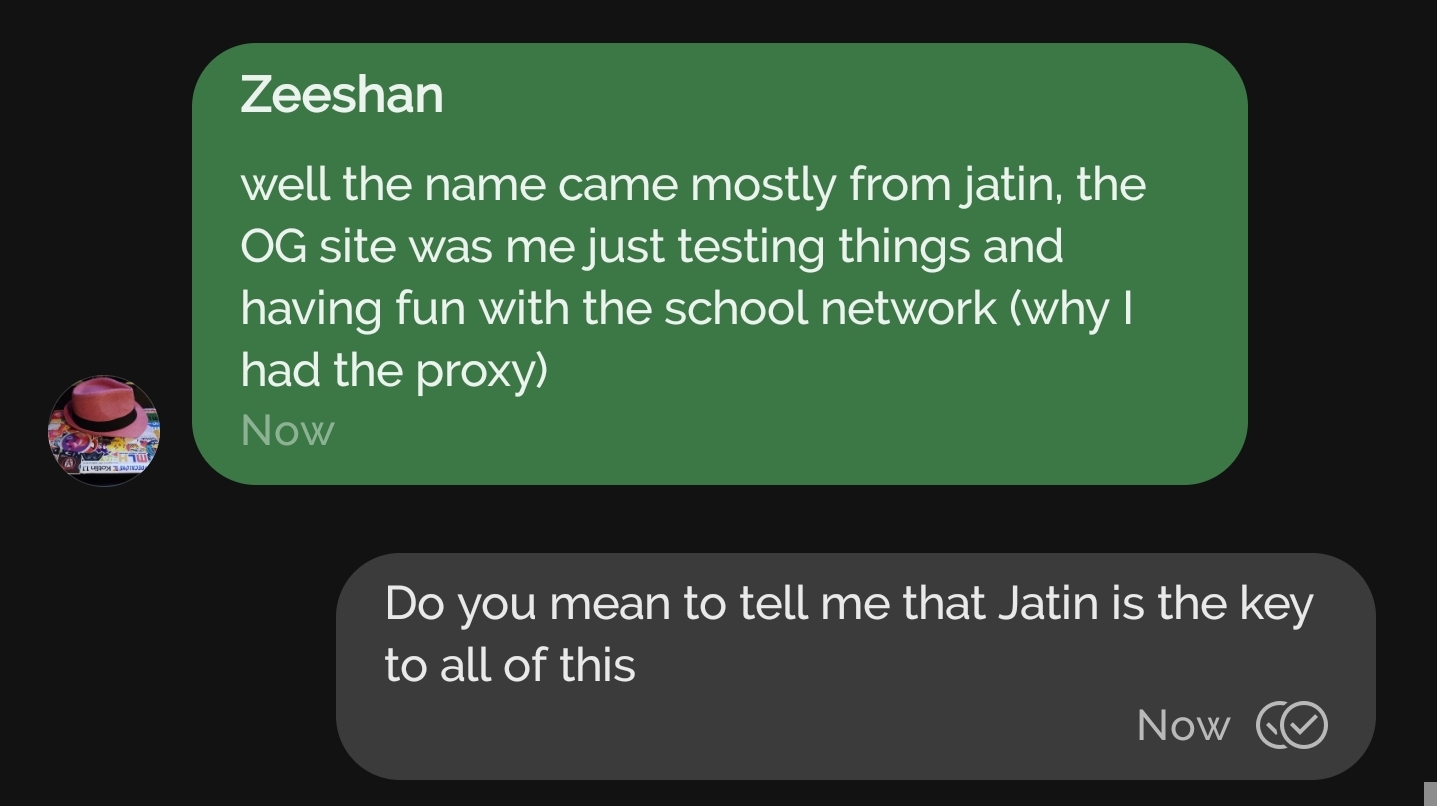 Zeeshan
well the name came mostly from jatin, the
OG site was me just testing things and
having fun with the school network (why I
had the proxy)
Now
Do you mean to tell me that Jatin is the key
to all of this
Now